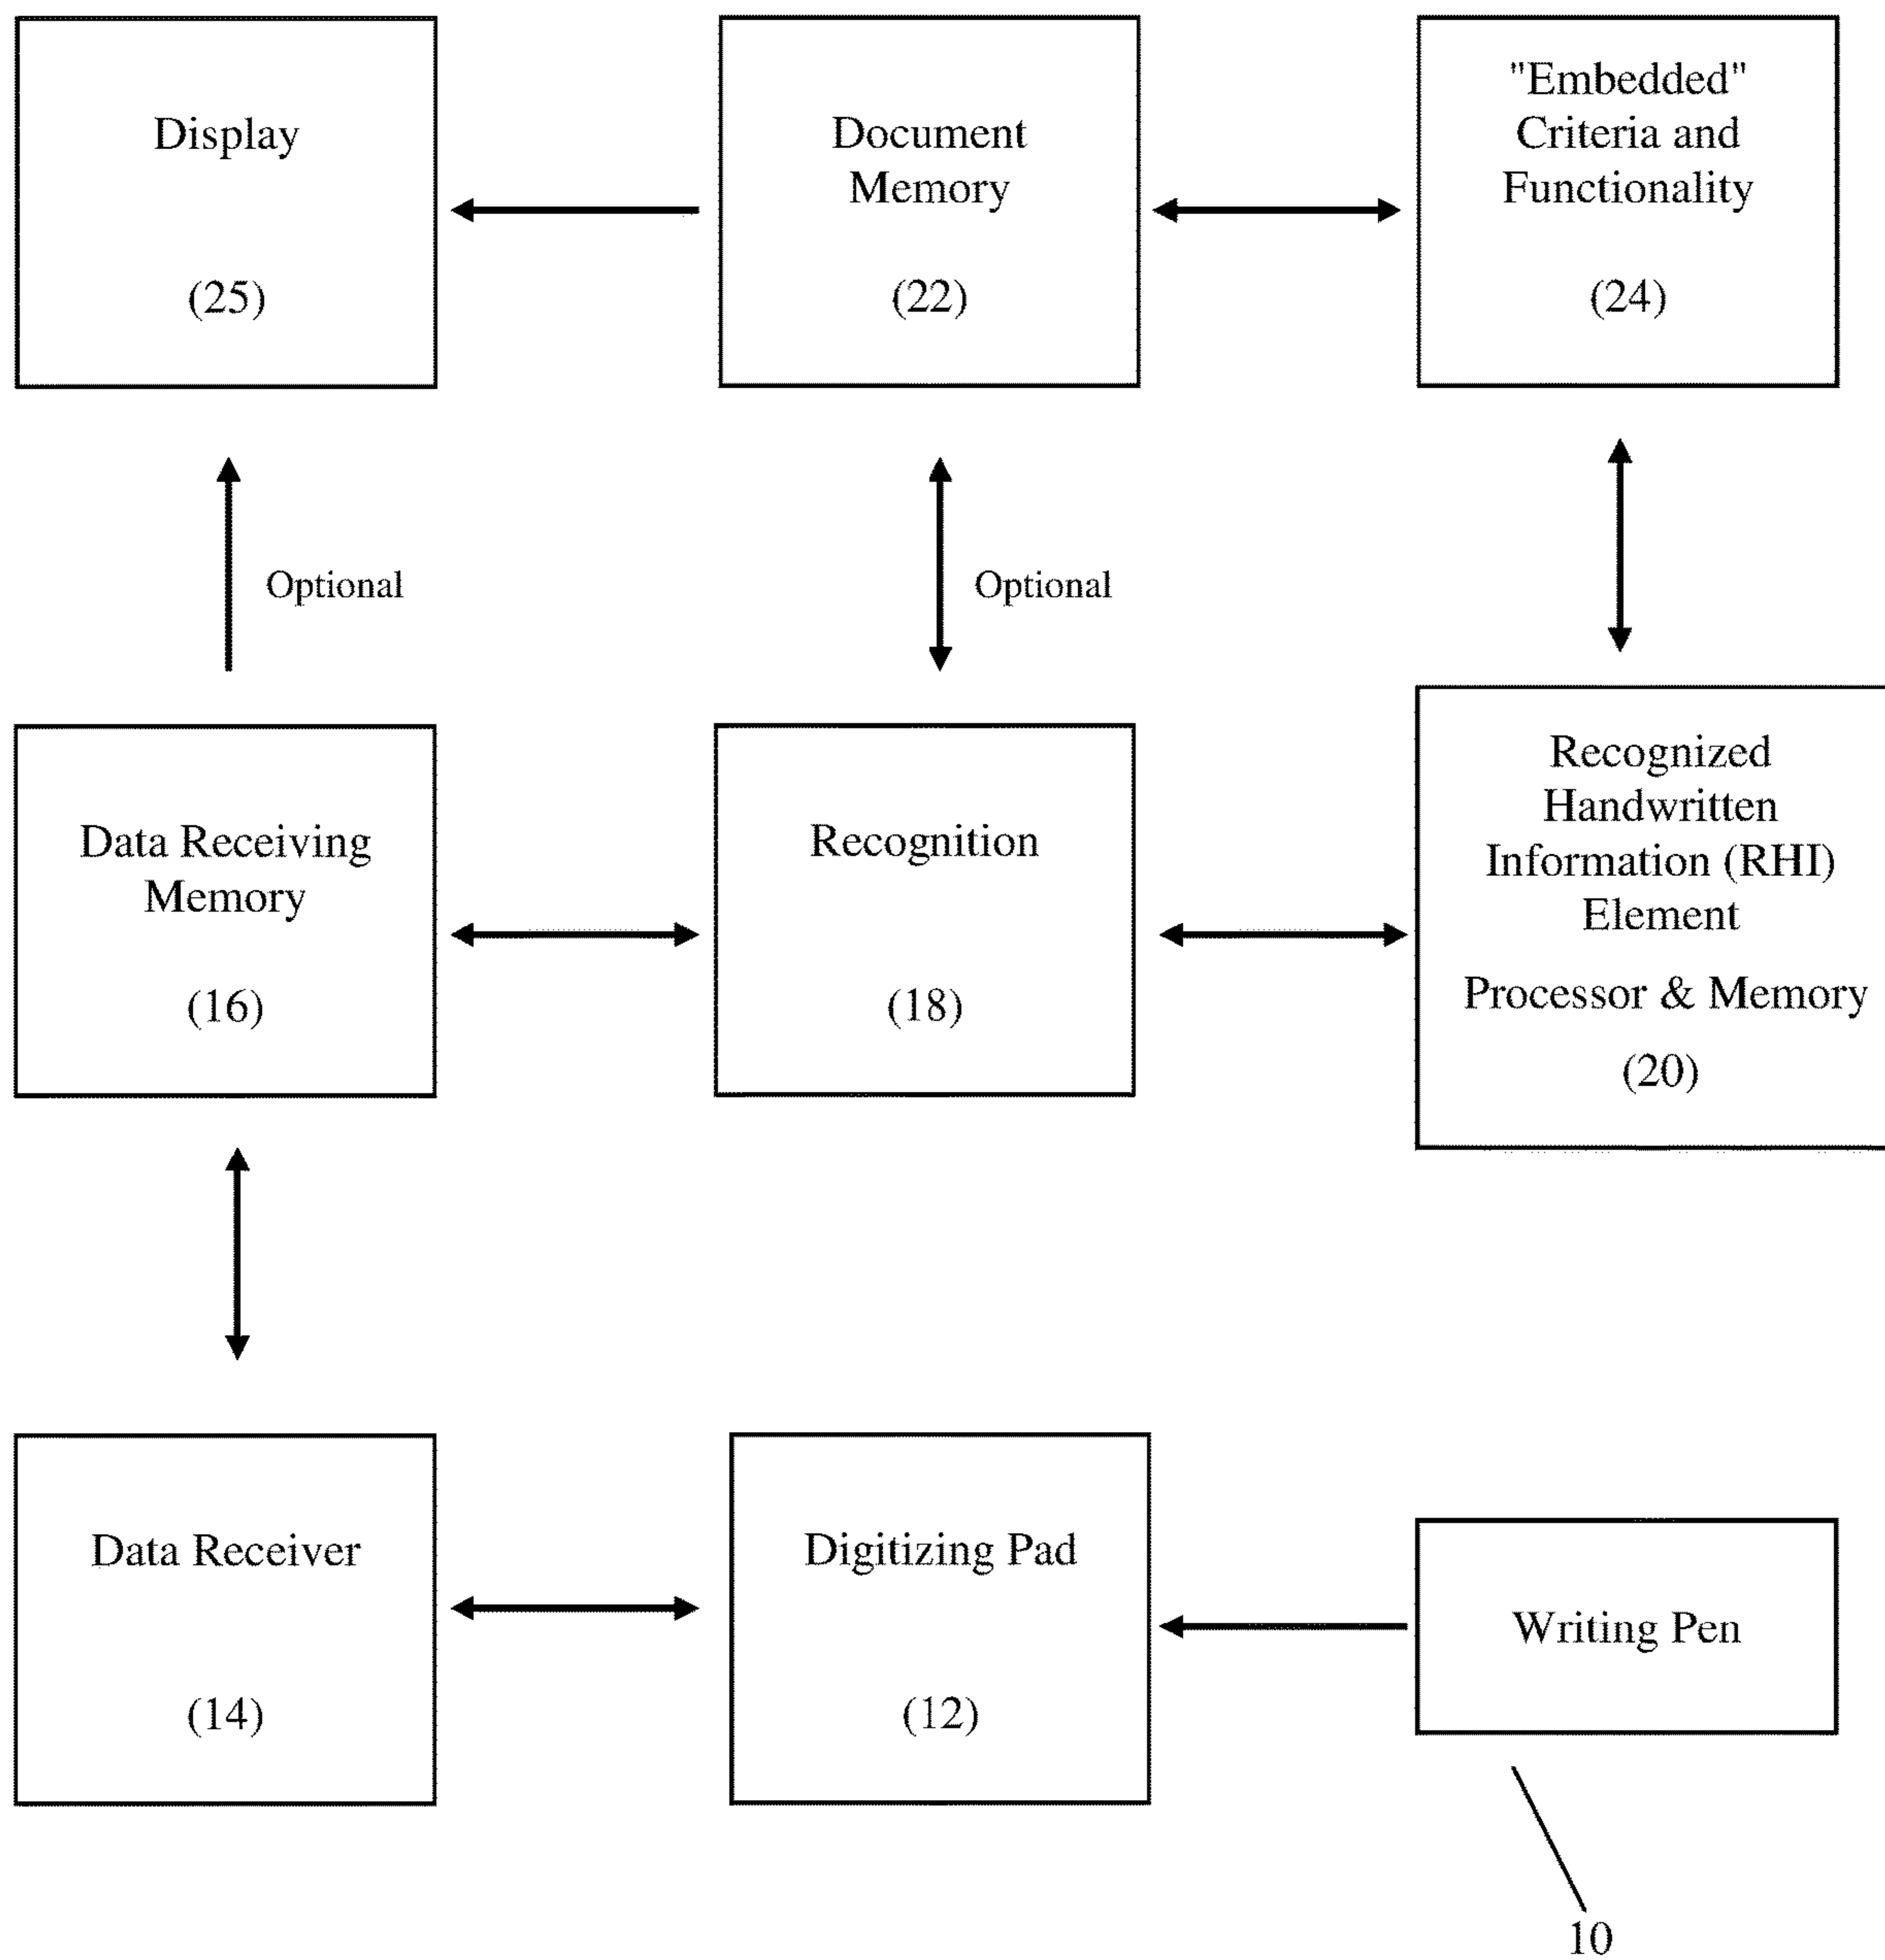 Display
(25)
Document
Memory
(22)
"Embedded"
Criteria and
Functionality
(24)
Optional
Optional
Data Receiving
Memory
(16)
Recognition
(18)
Recognized
Handwritten
Information (RHI)
Element
Processor & Memory
(20)
Data Receiver
(14)
Digitizing Pad
(12)
Writing Pen
10